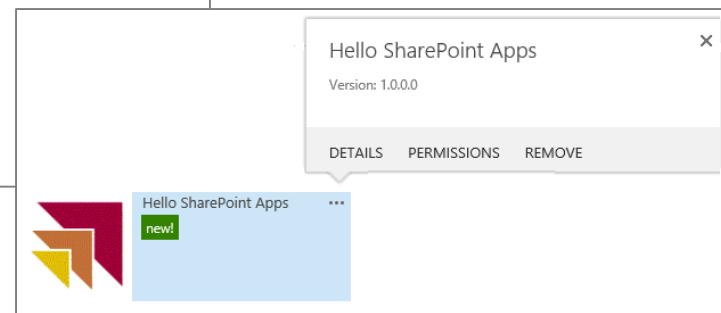 Hello SharePoint Apps
Version: 1.0.0.0
DETAILS PERMISSIONS REMOVE
Hello SharePoint Apps
new!